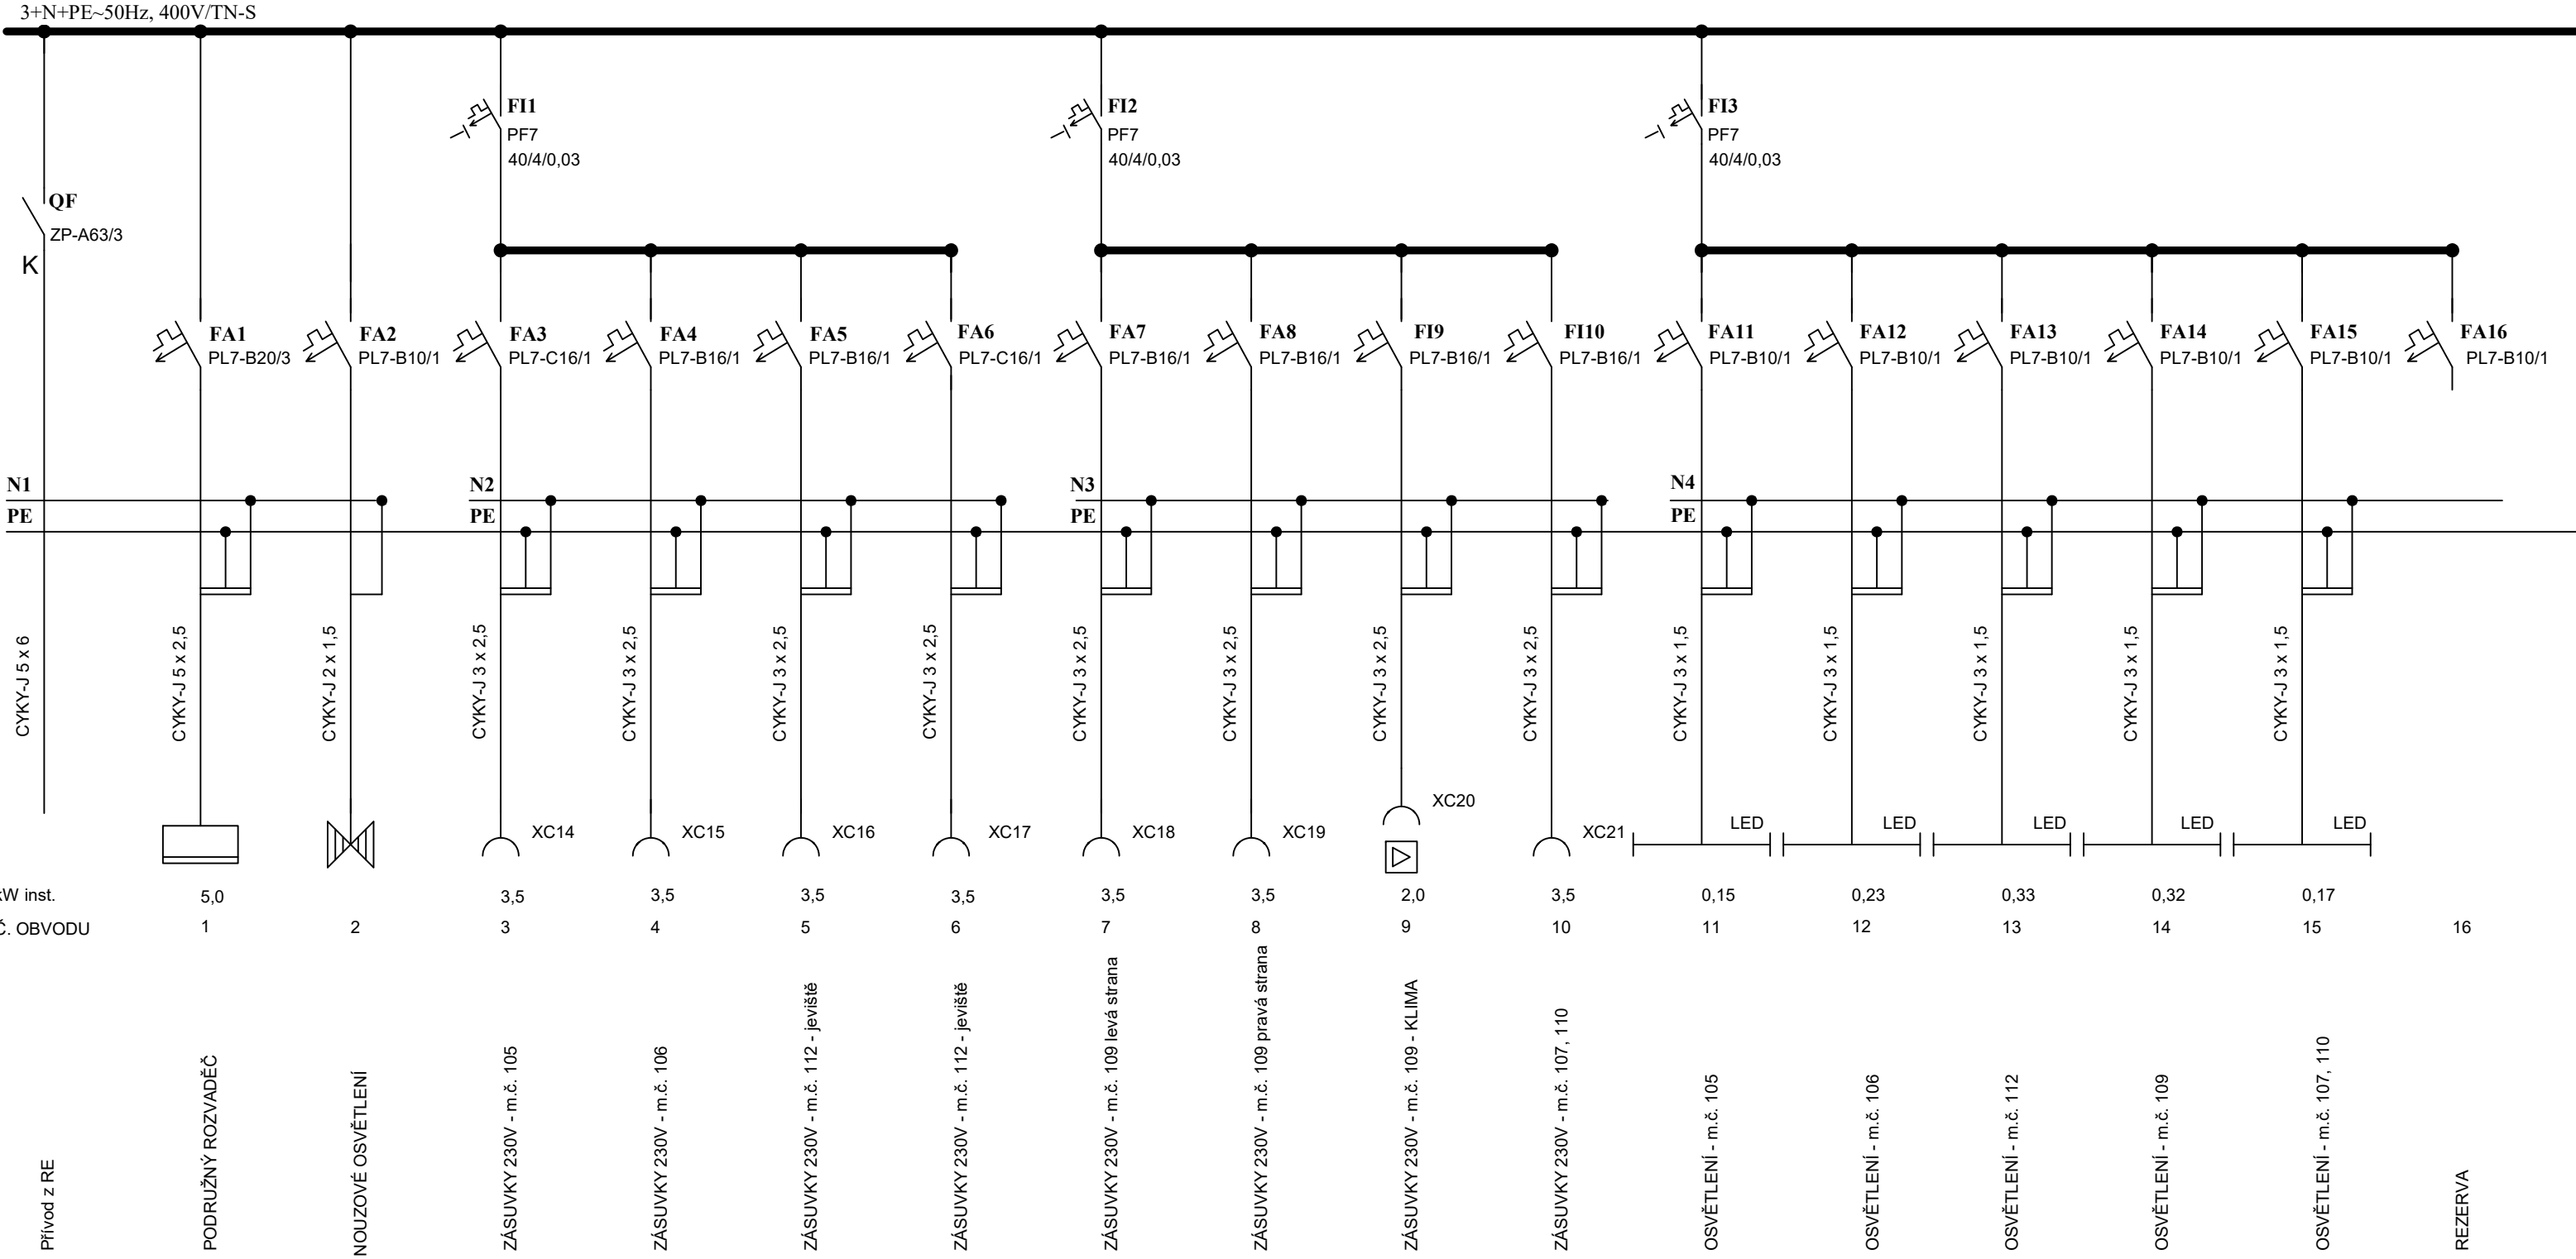 3+N+PE~50Hz, 400V/TN-S
FI1
PF7
40/4/0,03
FI2
PF7
40/4/0,03
FI3
PF7
40/4/0,03
QF
ZP-A63/3
K
FA1
PL7-B20/3
FA2
PL7-B10/1
FA3
PL7-C16/1
FA4
PL7-B16/1
FA5
PL7-B16/1
FA6
PL7-C16/1
FA7
PL7-B16/1
FA8
PL7-B16/1
FI9
PL7-B16/1
FI10
PL7-B16/1
FA11
PL7-B10/1
FA12
PL7-B10/1
FA13
PL7-B10/1
FA14
PL7-B10/1
FA15
PL7-B10/1
FA16
PL7-B10/1
N1
PE
N2
PE
N3
PE
N4
PE
CYKY-J 5 x 6
CYKY-J 5 x 2,5
CYKY-J 2 x 1,5
CYKY-J 3 x 2,5
CYKY-J 3 x 2,5
CYKY-J 3 x 2,5
CYKY-J 3 x 2,5
CYKY-J 3 x 2,5
CYKY-J 3 x 2,5
CYKY-J 3 x 2,5
CYKY-J 3 x 2,5
CYKY-J 3 x 1,5
CYKY-J 3 x 1,5
CYKY-J 3 x 1,5
CYKY-J 3 x 1,5
CYKY-J 3 x 1,5
XC14
XC15
XC16
XC17
XC18
XC19
XC20
XC21
LED
LED
LED
LED
LED
kW inst. 5,0 3,5 3,5 3,5 3,5 3,5 3,5 2,0 3,5 0,15 0,23 0,33 0,32 0,17
Č. OBVODU 1 2 3 4 5 6 7 8 9 10 11 12 13 14 15 16
Přívod z RE
PODRUŽNÝ ROZVADĚČ
NOUZOVÉ OSVĚTLENÍ
ZÁSUVKY 230V - m.č. 105
ZÁSUVKY 230V - m.č. 106
ZÁSUVKY 230V - m.č. 112 - jeviště
ZÁSUVKY 230V - m.č. 112 - jeviště
ZÁSUVKY 230V - m.č. 109 levá strana
ZÁSUVKY 230V - m.č. 109 pravá strana
ZÁSUVKY 230V - m.č. 109 - KLIMA
ZÁSUVKY 230V - m.č. 107, 110
OSVĚTLENÍ - m.č. 105
OSVĚTLENÍ - m.č. 106
OSVĚTLENÍ - m.č. 112
OSVĚTLENÍ - m.č. 109
OSVĚTLENÍ - m.č. 107, 110
REZERVA